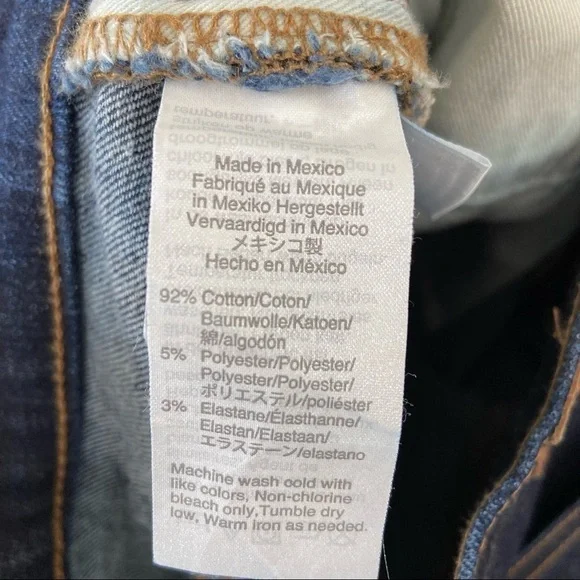 Made in Mexico
Fabriqué au Mexique
in Mexiko Hergestellt
Vervaardigd in Mexico
メキシコ製
Hecho en México
92% Cotton/Coton/
Baumwolle/Katoen/
綿/algodón
5% Polyester/Polyester/
Polyester/Polyester/
ポリエステル/poliéster
3% Elastane/Élasthanne/
Elastan/Elastaan/
エラステーン/elastano
Machine wash cold with
like colors, Non-chlorine
bleach only,Tumble dry
low, Warm Iron as needed.